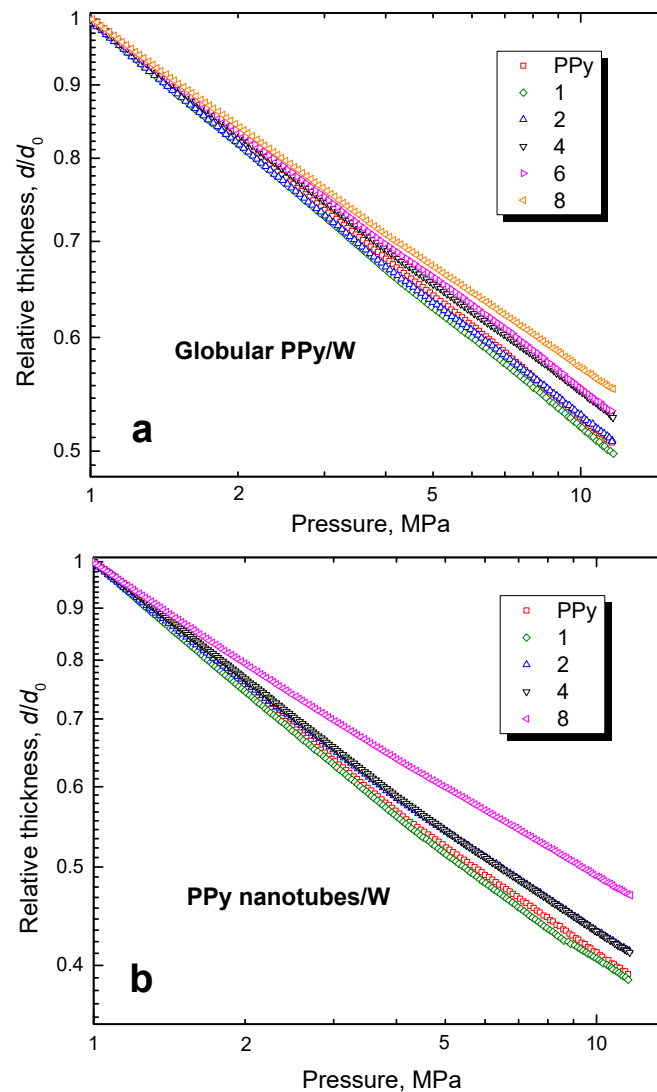 1
0.9
0.8
0.7
0.6
0.5
Relative thickness, d/d0
PPy
1
2
4
6
8
Globular PPy/W
a
1 2 5 10
Pressure, MPa
1
0.9
0.8
0.7
0.6
0.5
0.4
Relative thickness, d/d0
PPy
1
2
4
8
PPy nanotubes/W
b
1 2 5 10
Pressure, MPa